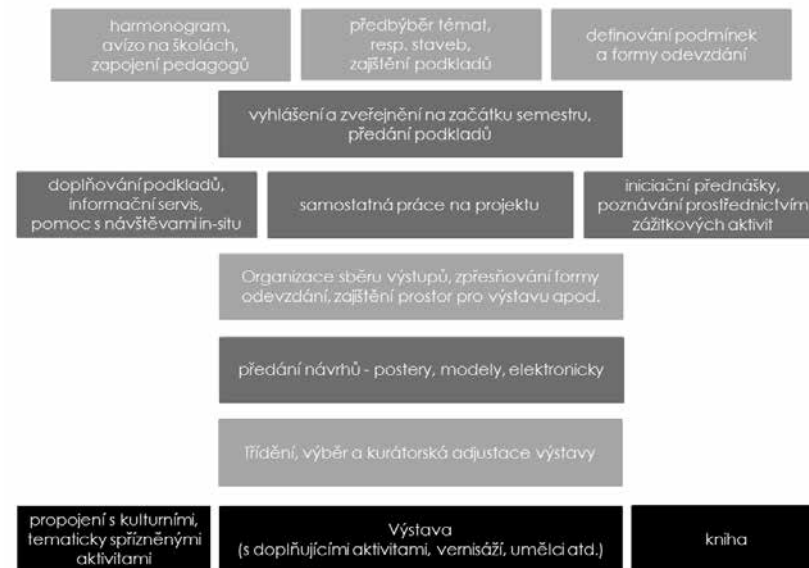 harmonogram,
avízo na školách,
zapojení pedagogů
předbýběr témat,
resp. staveb,
zajištění podkladů
definování podmínek
a formy odevzdání
vyhlášení a zveřejnění na začátku semestru,
předání podkladů
doplňování podkladů,
informační servis,
pomoc s návštěvami in-situ
samostatná práce na projektu
iniciační přednášky,
poznávání prostřednictvím
zážitkových aktivit
Organizace sběru výstupů, zpřesňování formy
odevzdání, zajištění prostor pro výstavu apod.
předání návrhů - postery, modely, elektronicky
Třídění, výběr a kurátorská adjustace výstavy
propojení s kulturními,
tematicky spřízněnými
aktivitami
Výstava
(s doplňujícími aktivitami, vernisáží, umělci atd.)
kniha